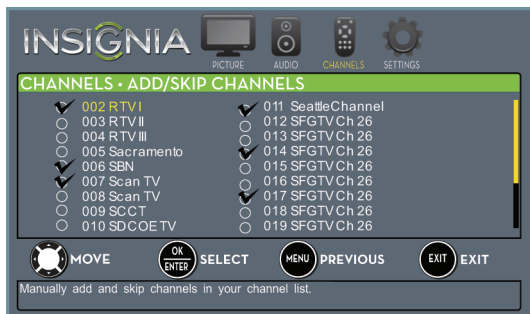 INSIGNIA
PICTURE AUDIO CHANNELS SETTINGS
CHANNELS • ADD/SKIP CHANNELS
002 RTV I
003 RTV II
004 RTV III
005 Sacramento
006 SBN
007 Scan TV
008 Scan TV
009 SCCT
010 SDCOE TV
011 SeattleChannel
012 SFGTV Ch 26
013 SFGTV Ch 26
014 SFGTV Ch 26
015 SFGTV Ch 26
016 SFGTV Ch 26
017 SFGTV Ch 26
018 SFGTV Ch 26
019 SFGTV Ch 26
MOVE OK ENTER SELECT MENU PREVIOUS EXIT EXIT
Manually add and skip channels in your channel list.